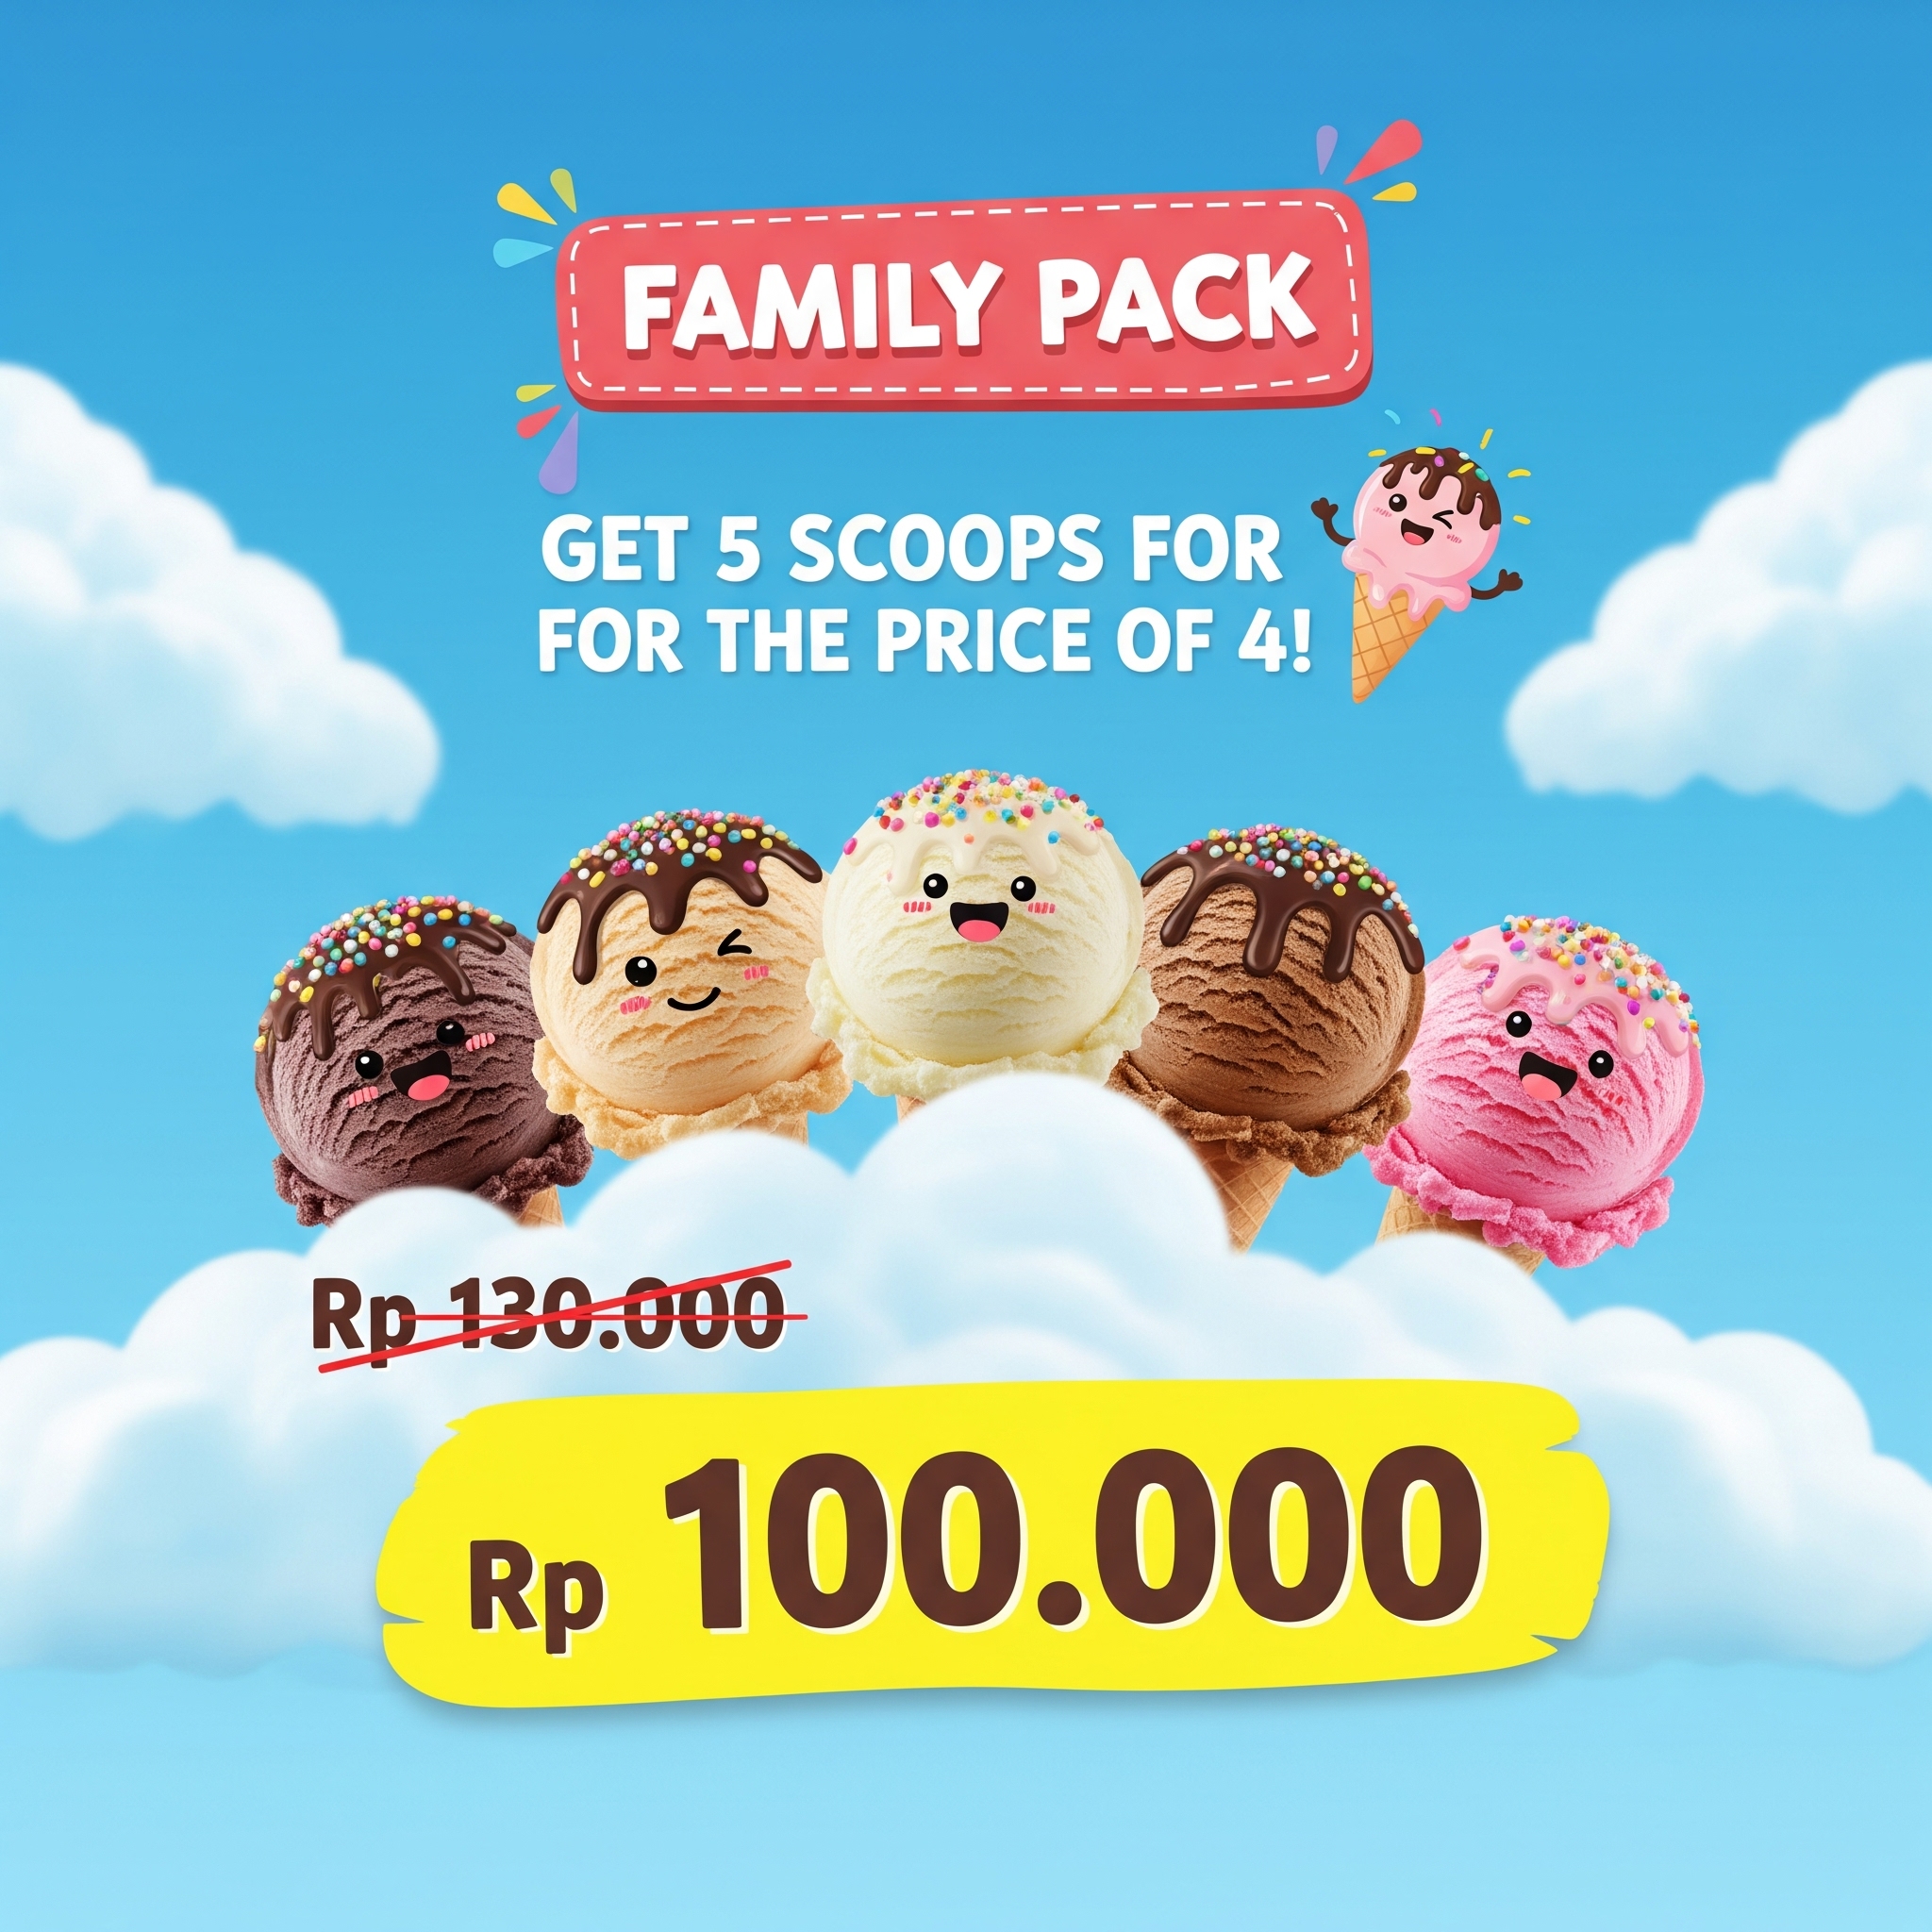 FAMILY PACK
GET 5 SCOOPS FOR
FOR THE PRICE OF 4!
Rp 130.000
Rp 100.000